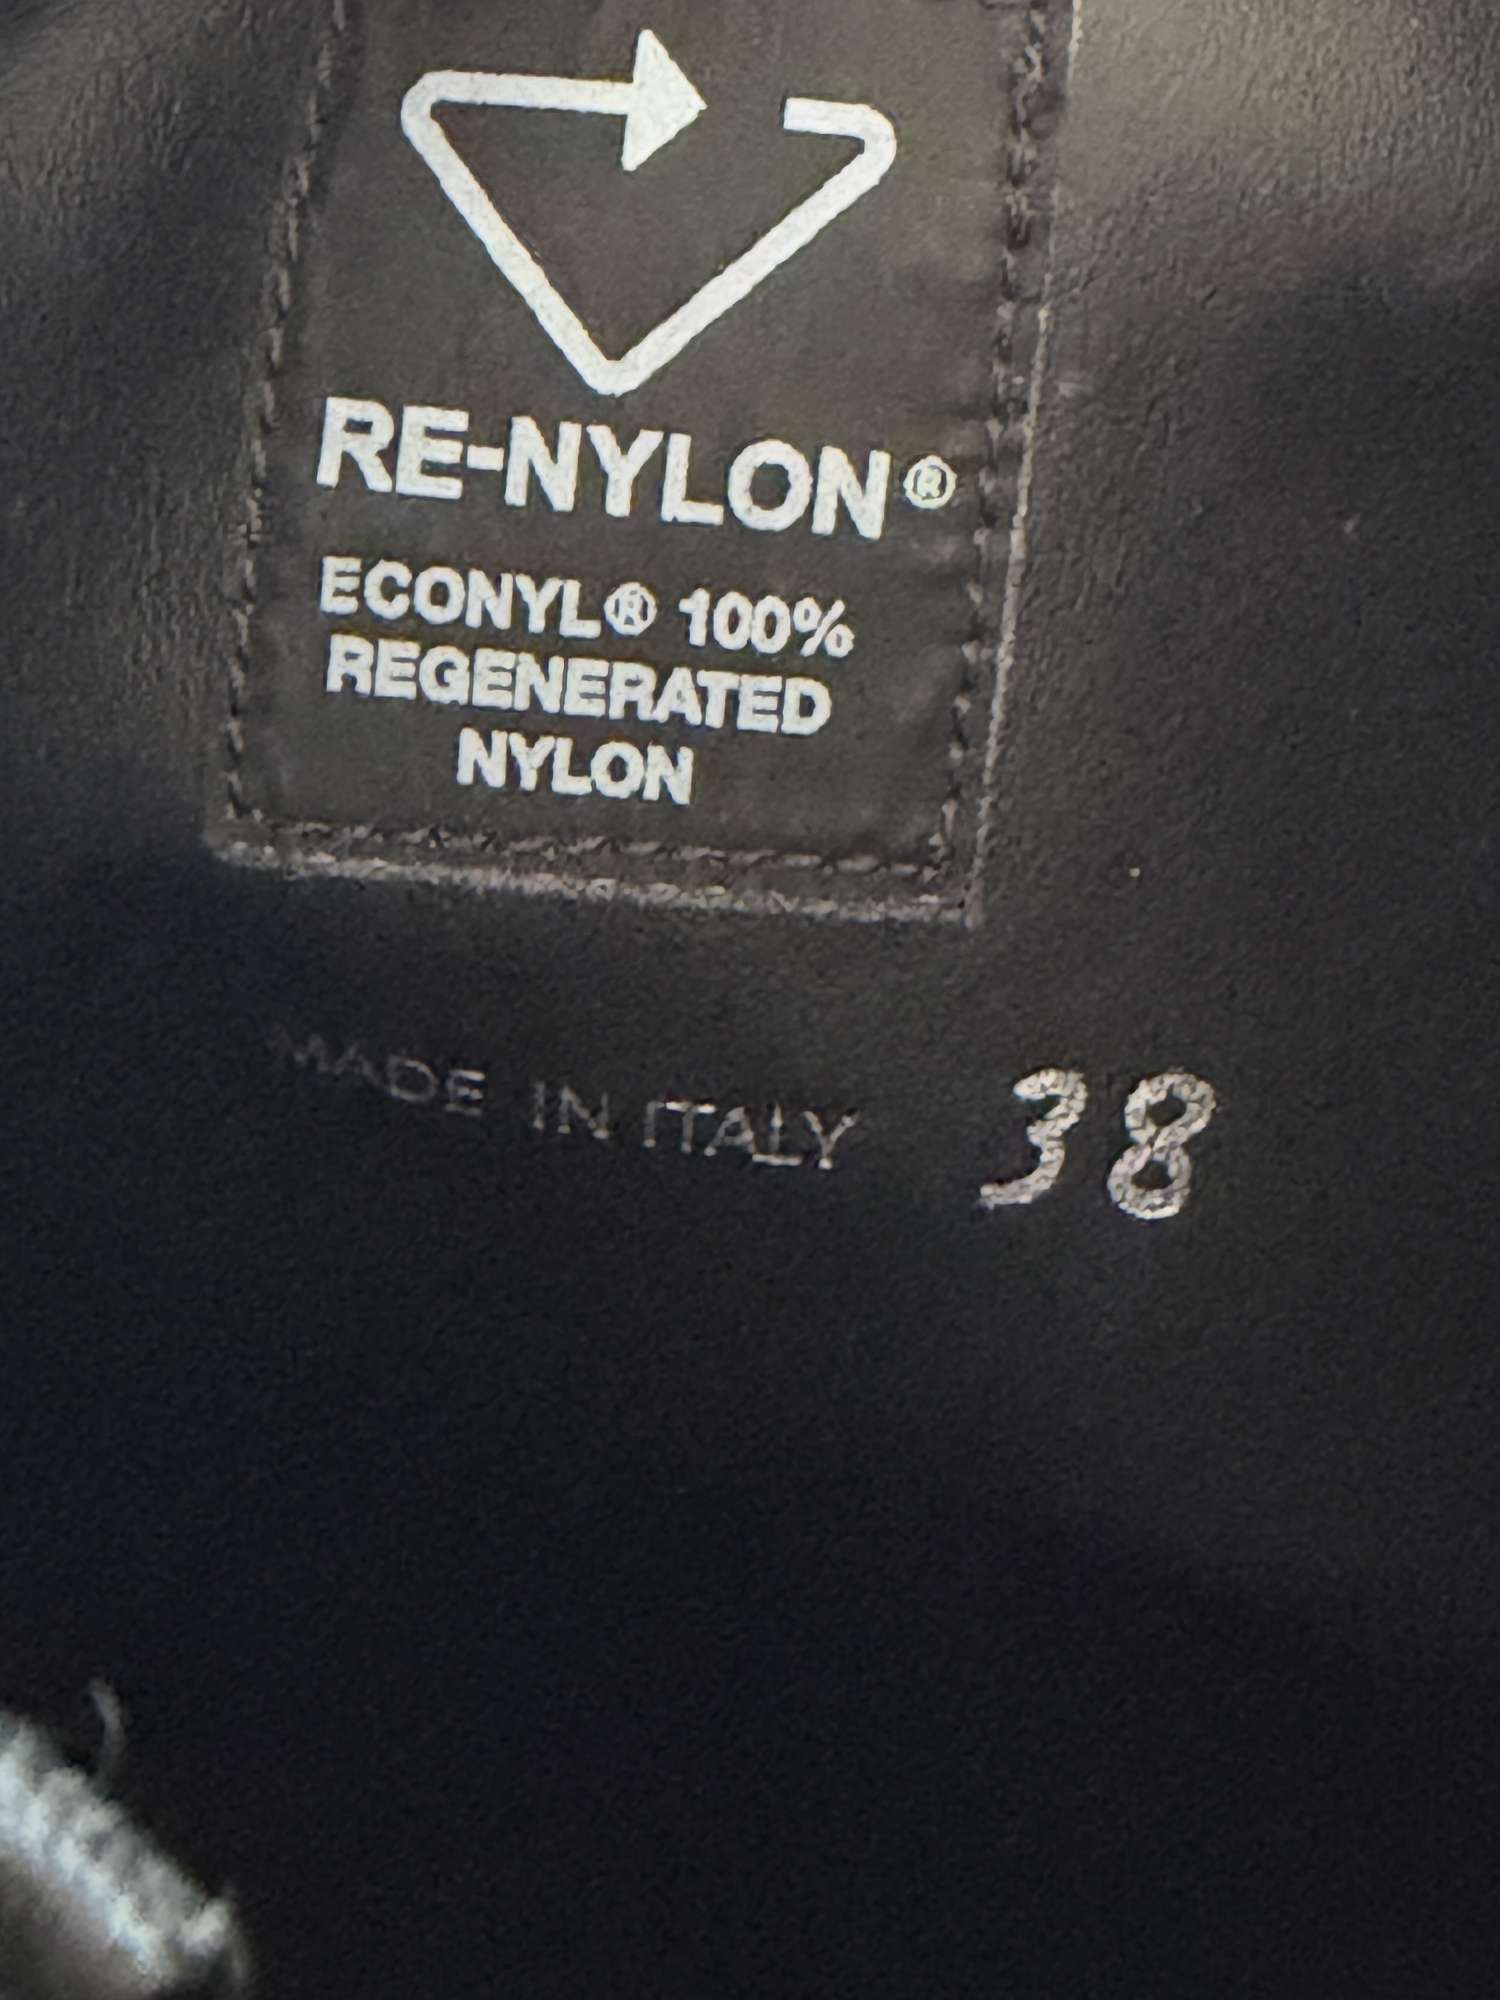 RE-NYLON®
ECONYL® 100%
REGENERATED
NYLON
MADE IN ITALY 38